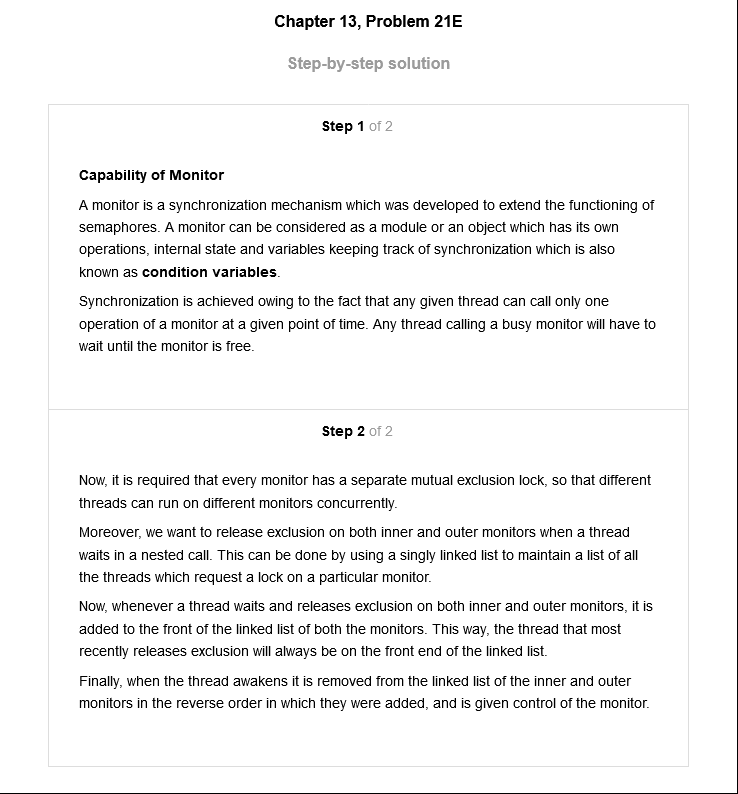 Chapter 13, Problem 21E
Step-by-step solution
Step 1 of 2
Capability of Monitor
A monitor is a synchronization mechanism which was developed to extend the functioning of
semaphores. A monitor can be considered as a module or an object which has its own
operations, internal state and variables keeping track of synchronization which is also
known as condition variables.
Synchronization is achieved owing to the fact that any given thread can call only one
operation of a monitor at a given point of time. Any thread calling a busy monitor will have to
wait until the monitor is free.
Step 2 of 2
Now, it is required that every monitor has a separate mutual exclusion lock, so that different
threads can run on different monitors concurrently.
Moreover, we want to release exclusion on both inner and outer monitors when a thread
waits in a nested call. This can be done by using a singly linked list to maintain a list of all
the threads which request a lock on a particular monitor.
Now, whenever a thread waits and releases exclusion on both inner and outer monitors, it is
added to the front of the linked list of both the monitors. This way, the thread that most
recently releases exclusion will always be on the front end of the linked list.
Finally, when the thread awakens it is removed from the linked list of the inner and outer
monitors in the reverse order in which they were added, and is given control of the monitor.